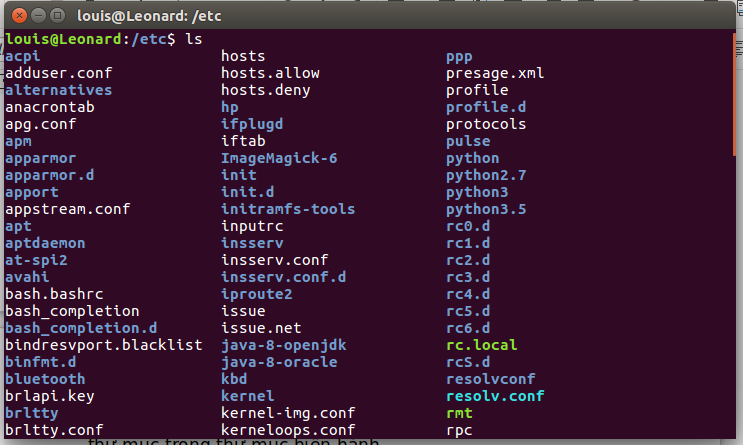 louis@Leonard: /etc
louis@Leonard:/etc$ ls
acpi hosts ppp
adduser.conf hosts.allow presage.xml
alternatives hosts.deny profile
anacrontab hp profile.d
apg.conf ifplugd protocols
apm iftab pulse
apparmor ImageMagick-6 python
apparmor.d init python2.7
apport init.d python3
appstream.conf initramfs-tools python3.5
apt inputrc rc0.d
aptdaemon insserv rc1.d
at-spi2 insserv.conf rc2.d
avahi insserv.conf.d rc3.d
bash.bashrc iproute2 rc4.d
bash_completion issue rc5.d
bash_completion.d issue.net rc6.d
bindresvport.blacklist java-8-openjdk rc.local
binfmt.d java-8-oracle rcS.d
bluetooth kbd resolvconf
brlapi.key kernel resolv.conf
brltty kernel-img.conf rmt
brltty.conf kerneloops.conf rpc
thư mục trong thư mục hiện hành